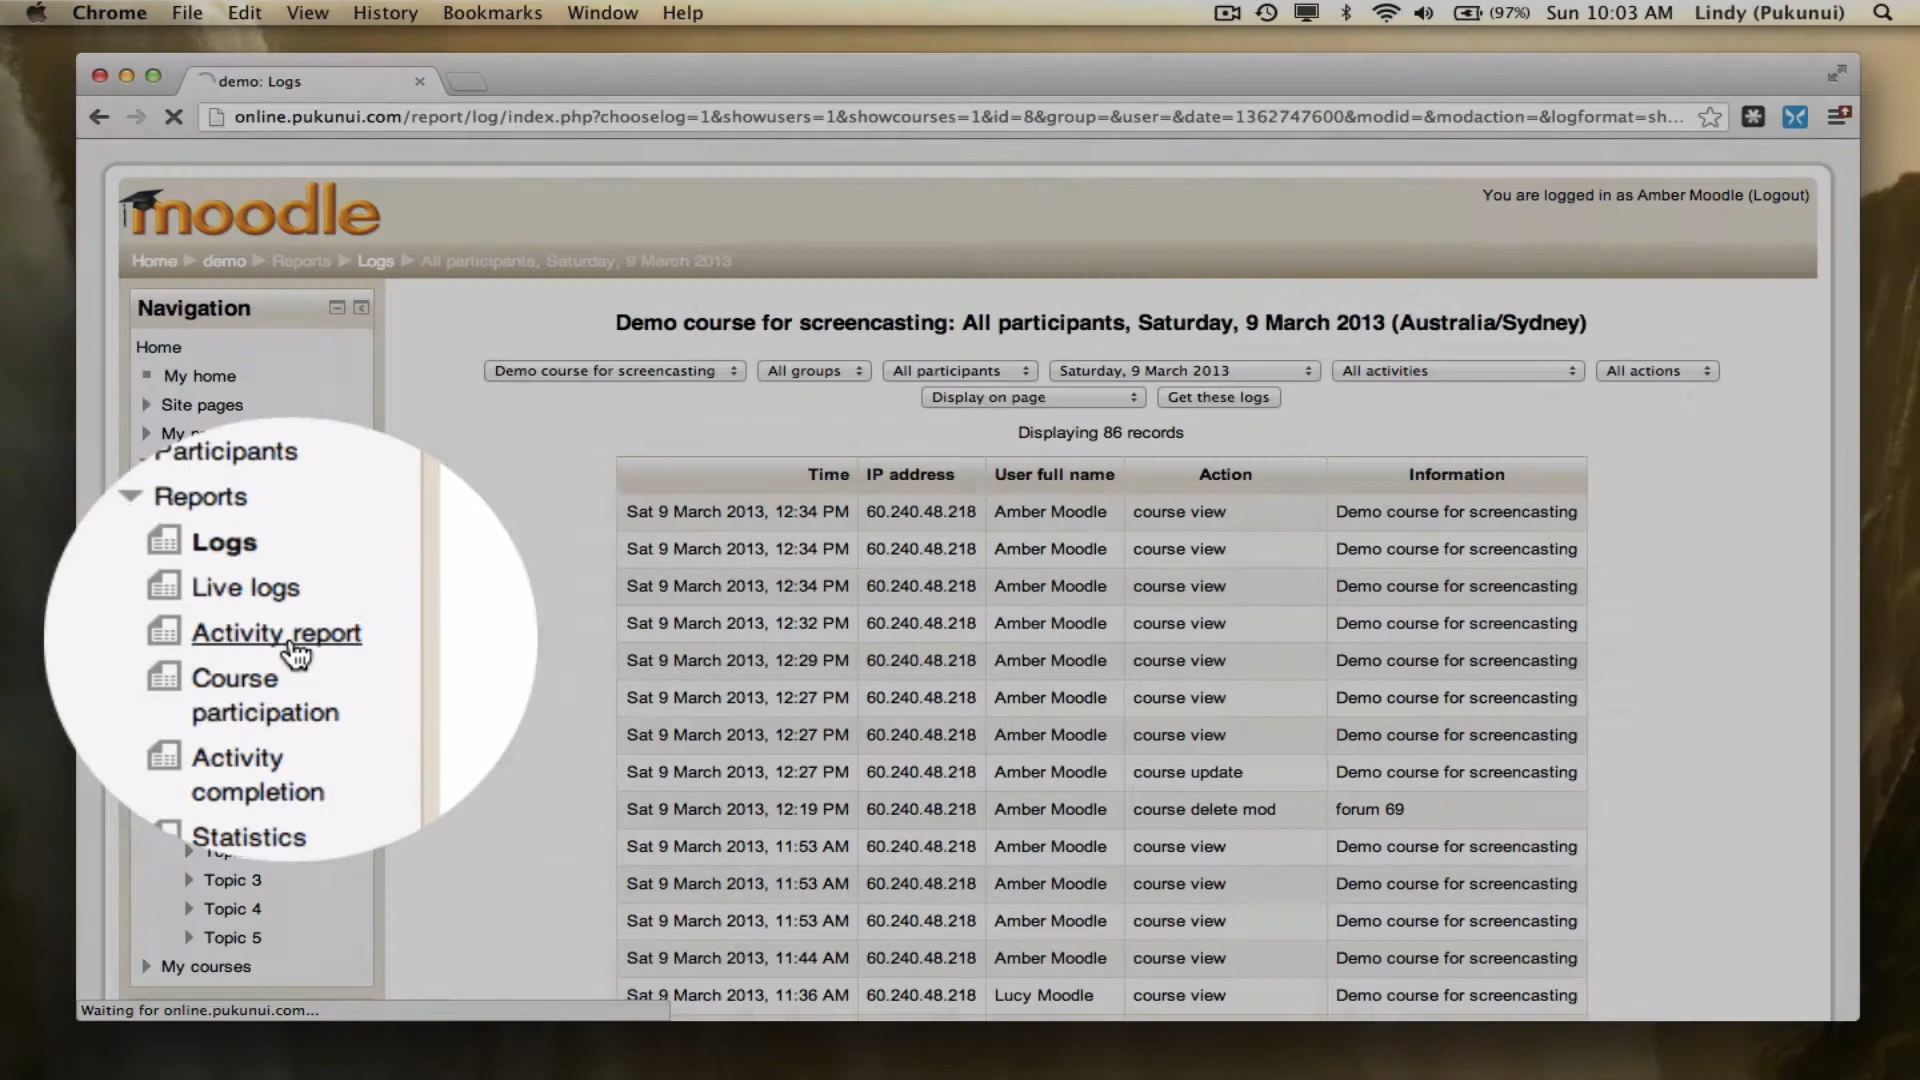 Chrome File Edit View History Bookmarks Window Help (97%) Sun 10:03 AM Lindy (Pukunui)
demo: Logs
online.pukunui.com/report/log/index.php?chooselog=1&showusers=1&showcourses=1&id=8&group=&user=&date=1362747600&modid=&modaction=&logformat=sh...
moodle
You are logged in as Amber Moodle (Logout)
Home demo Reports Logs All participants, Saturday, 9 March 2013
Navigation
Home
My home
Site pages
My
Participants
Reports
Logs
Live logs
Activity report
Course
participation
Activity
completion
Statistics
Topic 3
Topic 4
Topic 5
My courses
Demo course for screencasting: All participants, Saturday, 9 March 2013 (Australia/Sydney)
Demo course for screencasting All groups All participants Saturday, 9 March 2013 All activities All actions
Display on page Get these logs
Displaying 86 records
Time IP address User full name Action Information
Sat 9 March 2013, 12:34 PM 60.240.48.218 Amber Moodle course view Demo course for screencasting
Sat 9 March 2013, 12:34 PM 60.240.48.218 Amber Moodle course view Demo course for screencasting
Sat 9 March 2013, 12:34 PM 60.240.48.218 Amber Moodle course view Demo course for screencasting
Sat 9 March 2013, 12:32 PM 60.240.48.218 Amber Moodle course view Demo course for screencasting
Sat 9 March 2013, 12:29 PM 60.240.48.218 Amber Moodle course view Demo course for screencasting
Sat 9 March 2013, 12:27 PM 60.240.48.218 Amber Moodle course view Demo course for screencasting
Sat 9 March 2013, 12:27 PM 60.240.48.218 Amber Moodle course view Demo course for screencasting
Sat 9 March 2013, 12:27 PM 60.240.48.218 Amber Moodle course update Demo course for screencasting
Sat 9 March 2013, 12:19 PM 60.240.48.218 Amber Moodle course delete mod forum 69
Sat 9 March 2013, 11:53 AM 60.240.48.218 Amber Moodle course view Demo course for screencasting
Sat 9 March 2013, 11:53 AM 60.240.48.218 Amber Moodle course view Demo course for screencasting
Sat 9 March 2013, 11:53 AM 60.240.48.218 Amber Moodle course view Demo course for screencasting
Sat 9 March 2013, 11:44 AM 60.240.48.218 Amber Moodle course view Demo course for screencasting
Sat 9 March 2013, 11:36 AM 60.240.48.218 Lucy Moodle course view Demo course for screencasting
Waiting for online.pukunui.com...